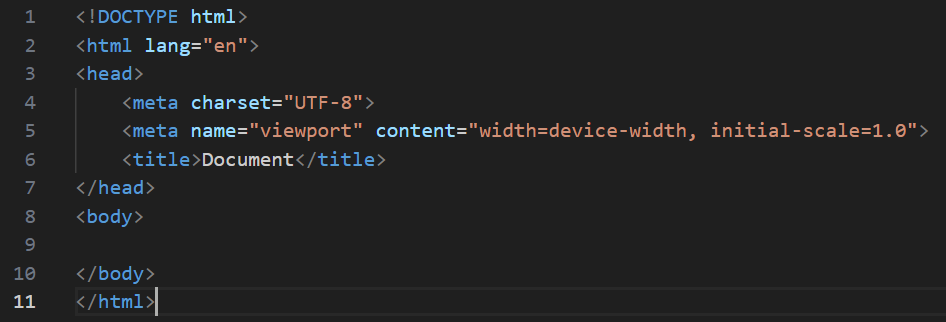 1 <!DOCTYPE html>
2 <html lang="en">
3 <head>
4     <meta charset="UTF-8">
5     <meta name="viewport" content="width=device-width, initial-scale=1.0">
6     <title>Document</title>
7 </head>
8 <body>
9
10 </body>
11 </html>